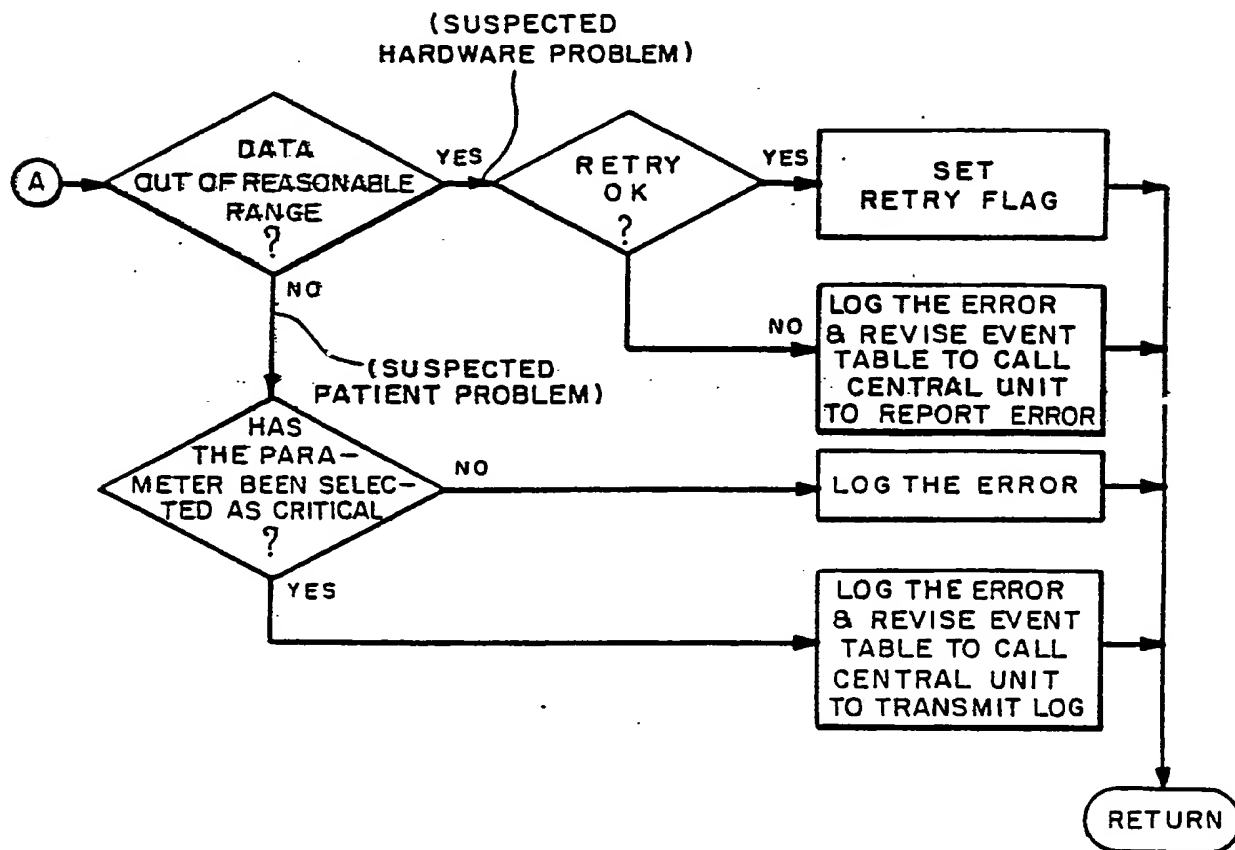 (SUSPECTED
HARDWARE PROBLEM)
A
DATA
OUT OF REASONABLE
RANGE
?
YES
RETRY
OK
?
YES
SET
RETRY FLAG
NO
NO
LOG THE ERROR
& REVISE EVENT
TABLE TO CALL
CENTRAL UNIT
TO REPORT ERROR
(SUSPECTED
PATIENT PROBLEM)
HAS
THE PARA-
METER BEEN SELEC-
TED AS CRITICAL
?
NO
LOG THE ERROR
YES
LOG THE ERROR
& REVISE EVENT
TABLE TO CALL
CENTRAL UNIT
TO TRANSMIT LOG
RETURN